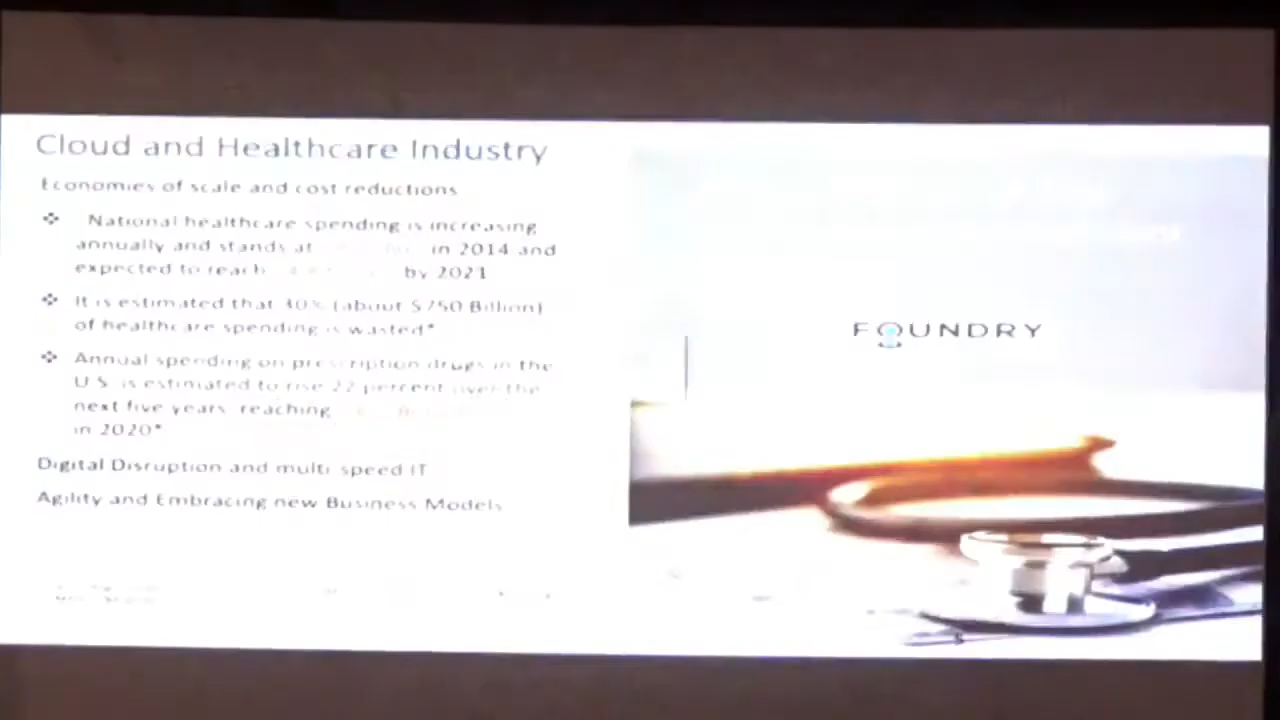 Cloud and Healthcare Industry
Economies of scale and cost reductions
❖ National healthcare spending is increasing
annually and stands at in 2014 and
expected to reach by 2021
❖ It is estimated that 30% (about $750 Billion)
of healthcare spending is wasted*
❖ Annual spending on prescription drugs in the
U.S. is estimated to rise 22 percent over the
next five years, reaching
in 2020*
Digital Disruption and multi speed IT
Agility and Embracing new Business Models
FOUNDRY